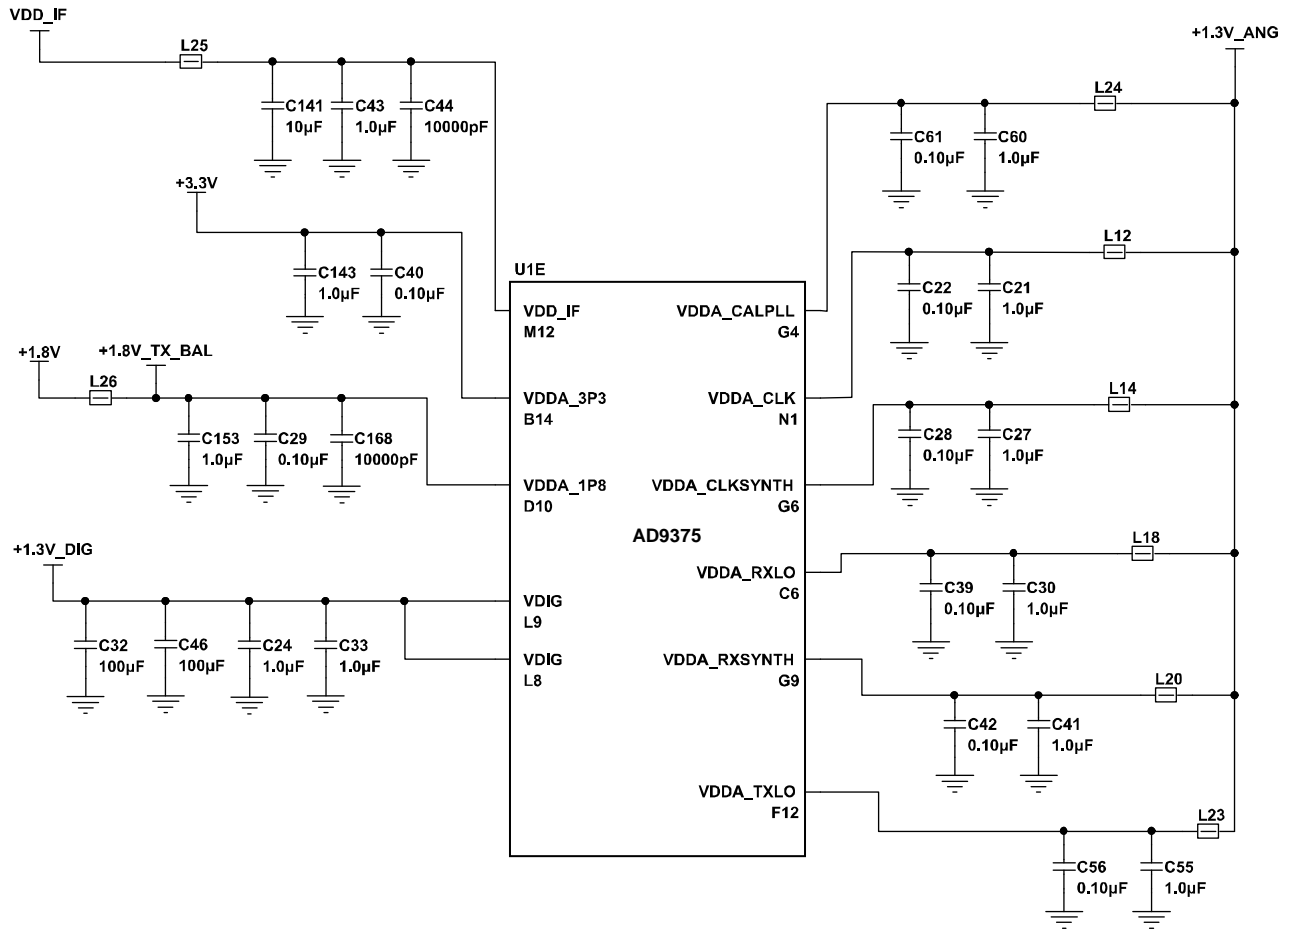 VDD_IF
L25
C141
10µF
C43
1.0µF
C44
10000pF
+3.3V
C143
1.0µF
C40
0.10µF
+1.8V
+1.8V_TX_BAL
L26
C153
1.0µF
C29
0.10µF
C168
10000pF
+1.3V_DIG
C32
100µF
C46
100µF
C24
1.0µF
C33
1.0µF
U1E
VDD_IF
M12
VDDA_3P3
B14
VDDA_1P8
D10
VDIG
L9
VDIG
L8
AD9375
VDDA_CALPLL
G4
VDDA_CLK
N1
VDDA_CLKSYNTH
G6
VDDA_RXLO
C6
VDDA_RXSYNTH
G9
VDDA_TXLO
F12
+1.3V_ANG
L24
C61
0.10µF
C60
1.0µF
L12
C22
0.10µF
C21
1.0µF
L14
C28
0.10µF
C27
1.0µF
L18
C39
0.10µF
C30
1.0µF
L20
C42
0.10µF
C41
1.0µF
L23
C56
0.10µF
C55
1.0µF